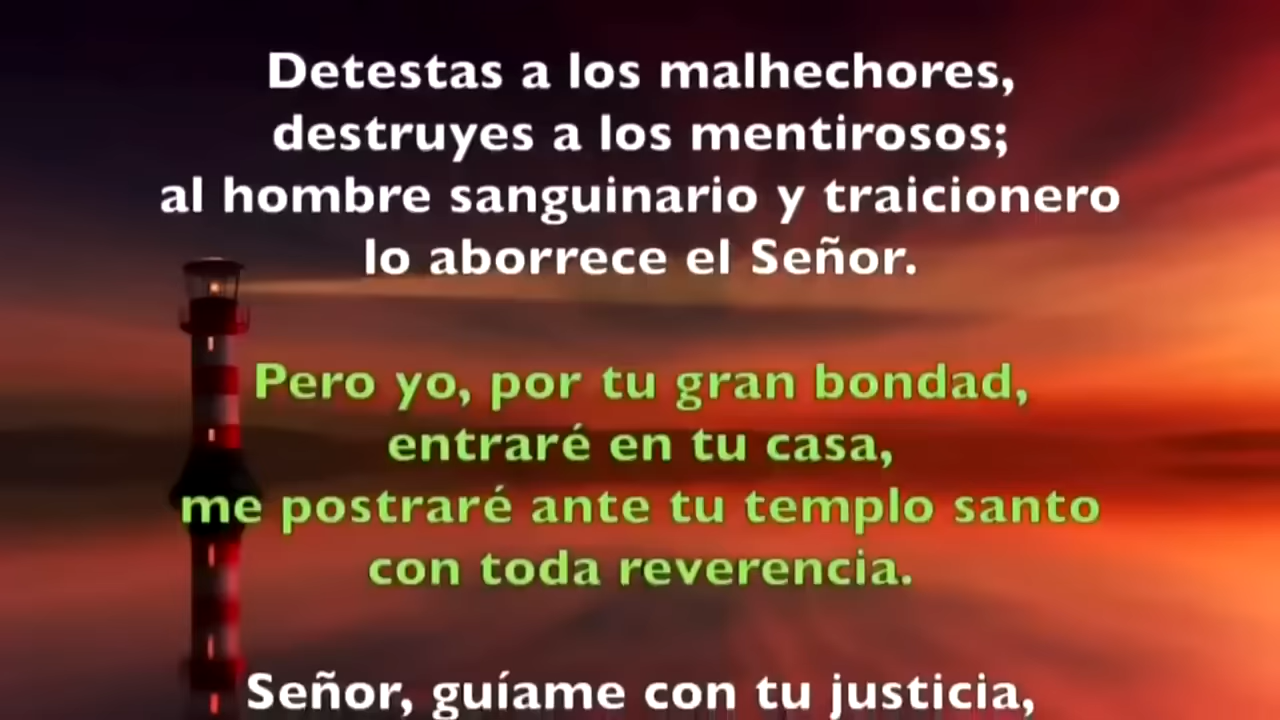 Detestas a los malhechores,
destruyes a los mentirosos;
al hombre sanguinario y traicionero
lo aborrece el Señor.
Pero yo, por tu gran bondad,
entraré en tu casa,
me postraré ante tu templo santo
con toda reverencia.
Señor, guíame con tu justicia,